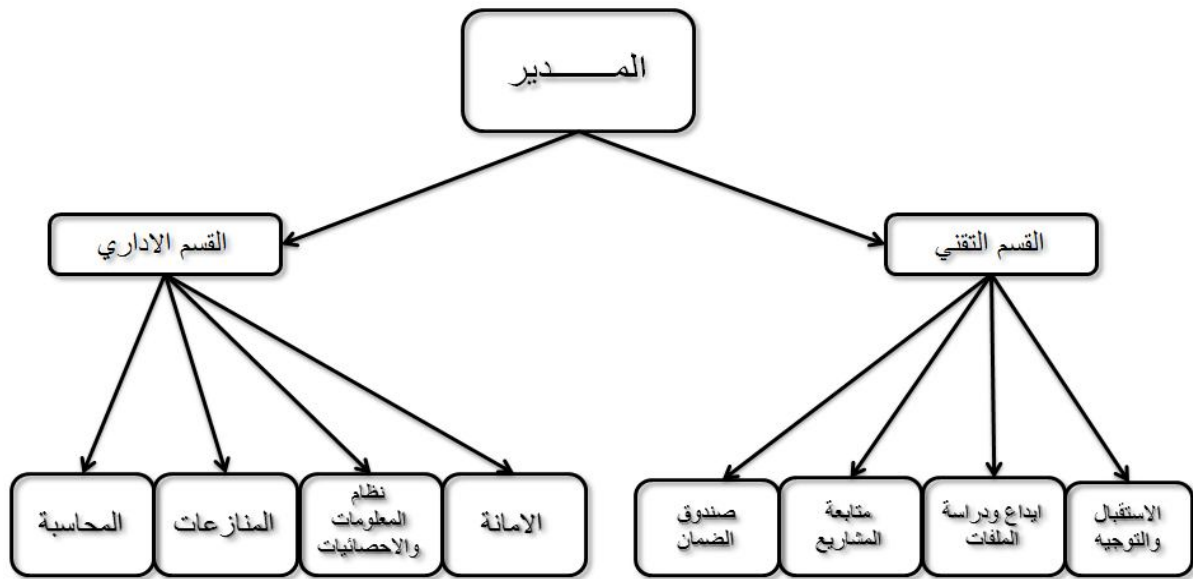 المـــــــدير
القسم التقني
القسم الاداري
الاستقبال
والتوجيه
ايداع ودراسة
الملفات
متابعة
المشاريع
صندوق
الضمان
الامانة
نظام
المعلومات
والاحصائيات
المنازعات
المحاسبة